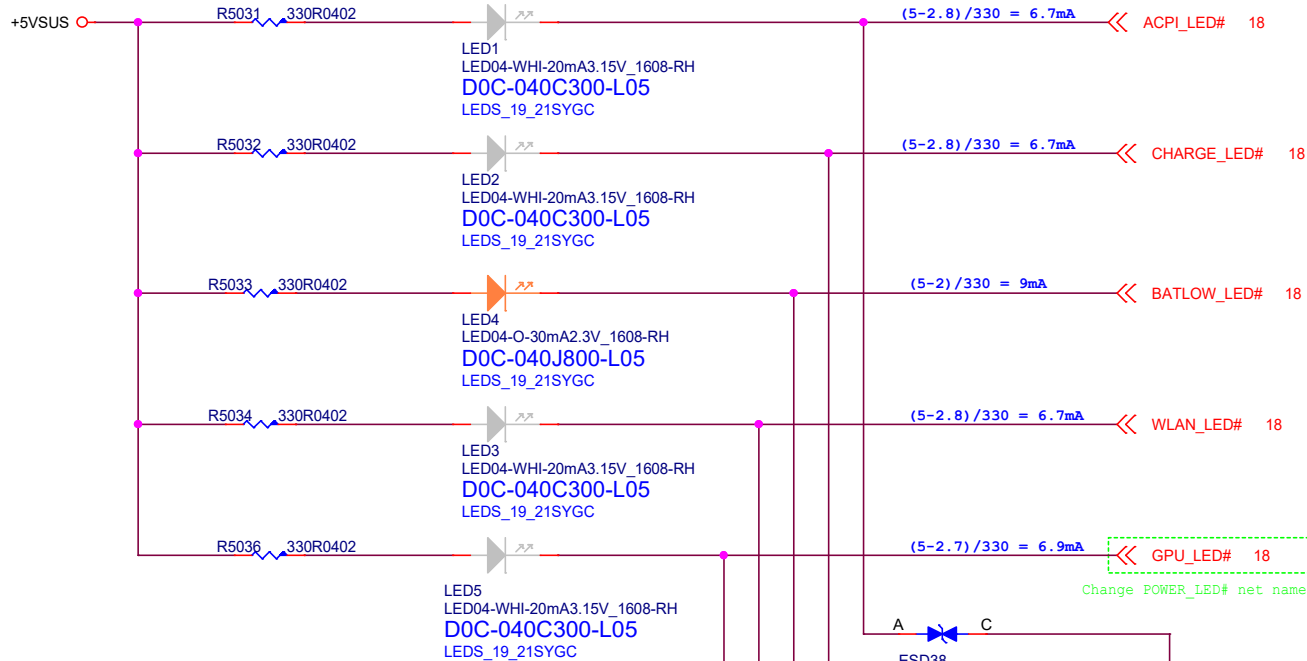 R5031 330R0402 (5-2.8)/330 = 6.7mA
+5VSUS ACPI_LED# 18
LED1
LED04-WHI-20mA3.15V_1608-RH
D0C-040C300-L05
LEDS_19_21SYGC
R5032 330R0402 (5-2.8)/330 = 6.7mA
CHARGE_LED# 18
LED2
LED04-WHI-20mA3.15V_1608-RH
D0C-040C300-L05
LEDS_19_21SYGC
R5033 330R0402 (5-2)/330 = 9mA
BATLOW_LED# 18
LED4
LED04-O-30mA2.3V_1608-RH
D0C-040J800-L05
LEDS_19_21SYGC
R5034 330R0402 (5-2.8)/330 = 6.7mA
WLAN_LED# 18
LED3
LED04-WHI-20mA3.15V_1608-RH
D0C-040C300-L05
LEDS_19_21SYGC
R5036 330R0402 (5-2.7)/330 = 6.9mA
GPU_LED# 18
Change POWER_LED# net name
LED5
LED04-WHI-20mA3.15V_1608-RH
D0C-040C300-L05
LEDS_19_21SYGC
A C
ESD38